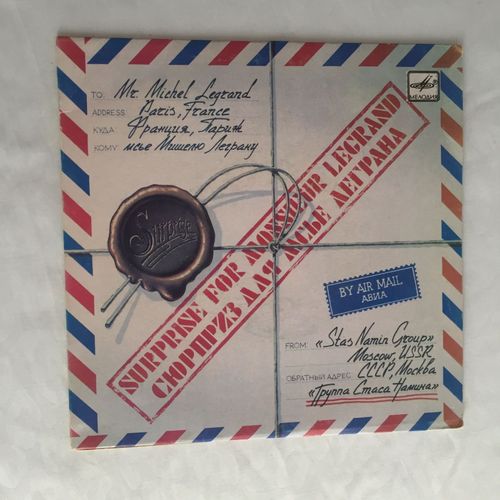 TO: Mr. Michel Legrand
ADDRESS: Paris, France
КУДА: Франция, Париж
КОМУ: мсье Мишелю Леграну
МЕЛОДИЯ
Surprise
SURPRISE FOR MONSIEUR LEGRAND
СЮРПРИЗ ДЛЯ МСЬЕ ЛЕГРАНА
BY AIR MAIL
АВИА
FROM: «Stas Namin Group»
Moscow, USSR
ОБРАТНЫЙ АДРЕС: СССР, Москва
«Группа Стаса Намина»